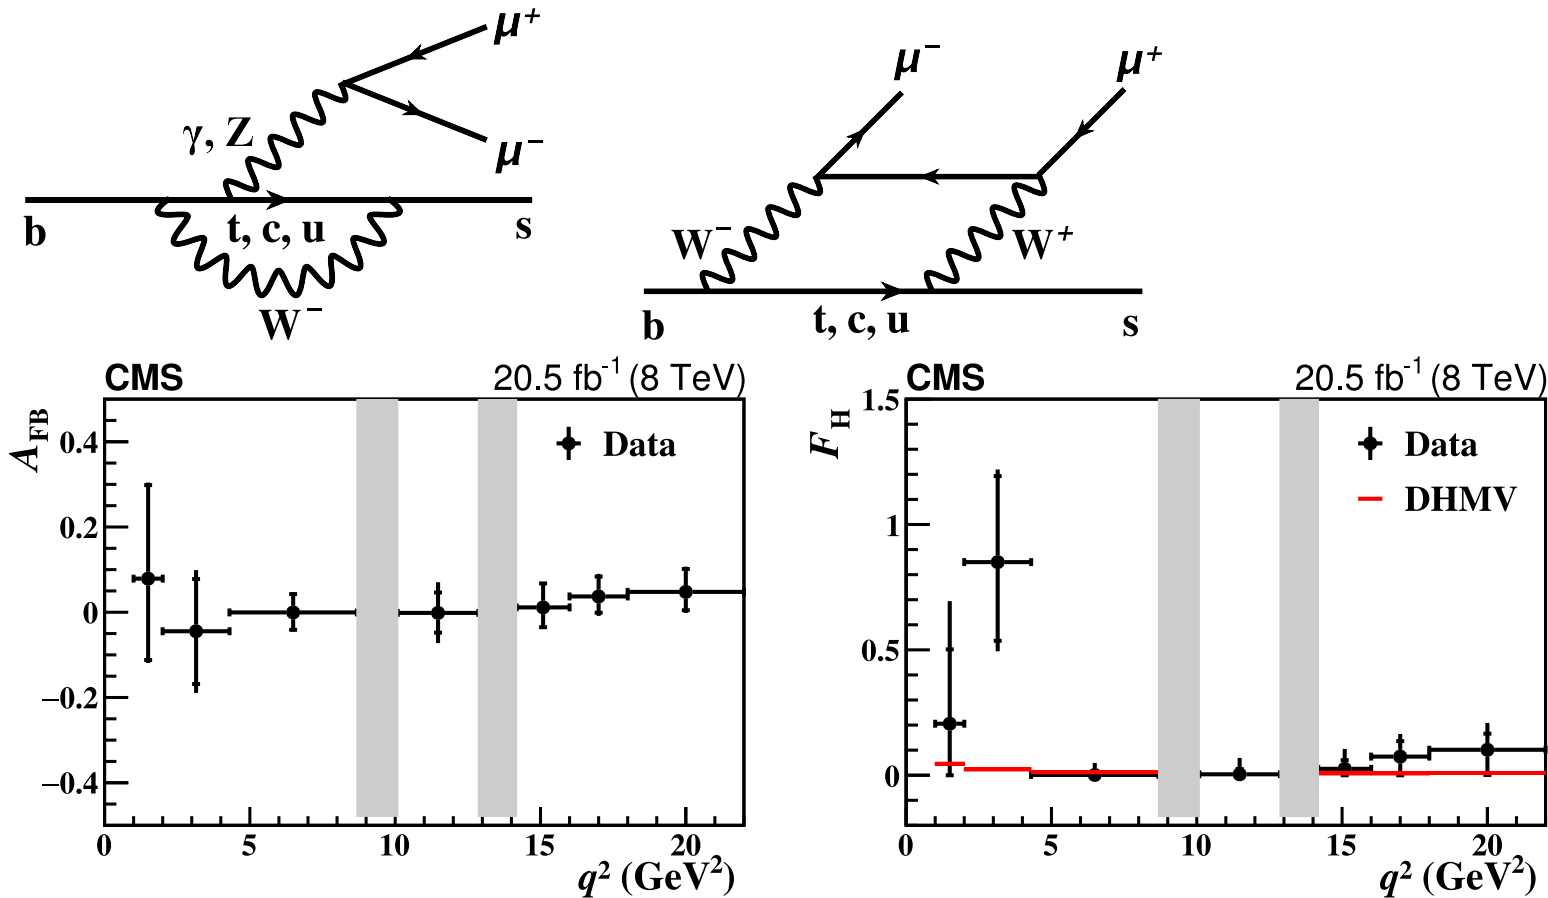 μ⁺
γ, Z
μ⁻
b
t, c, u
s
W⁻
μ⁻
μ⁺
W⁻
W⁺
b
t, c, u
s
CMS
20.5 fb⁻¹ (8 TeV)
A_FB
Data
0.4
0.2
0
−0.2
−0.4
0 5 10 15 20
q² (GeV²)
CMS
20.5 fb⁻¹ (8 TeV)
F_H
Data
DHMV
1.5
1
0.5
0
0 5 10 15 20
q² (GeV²)